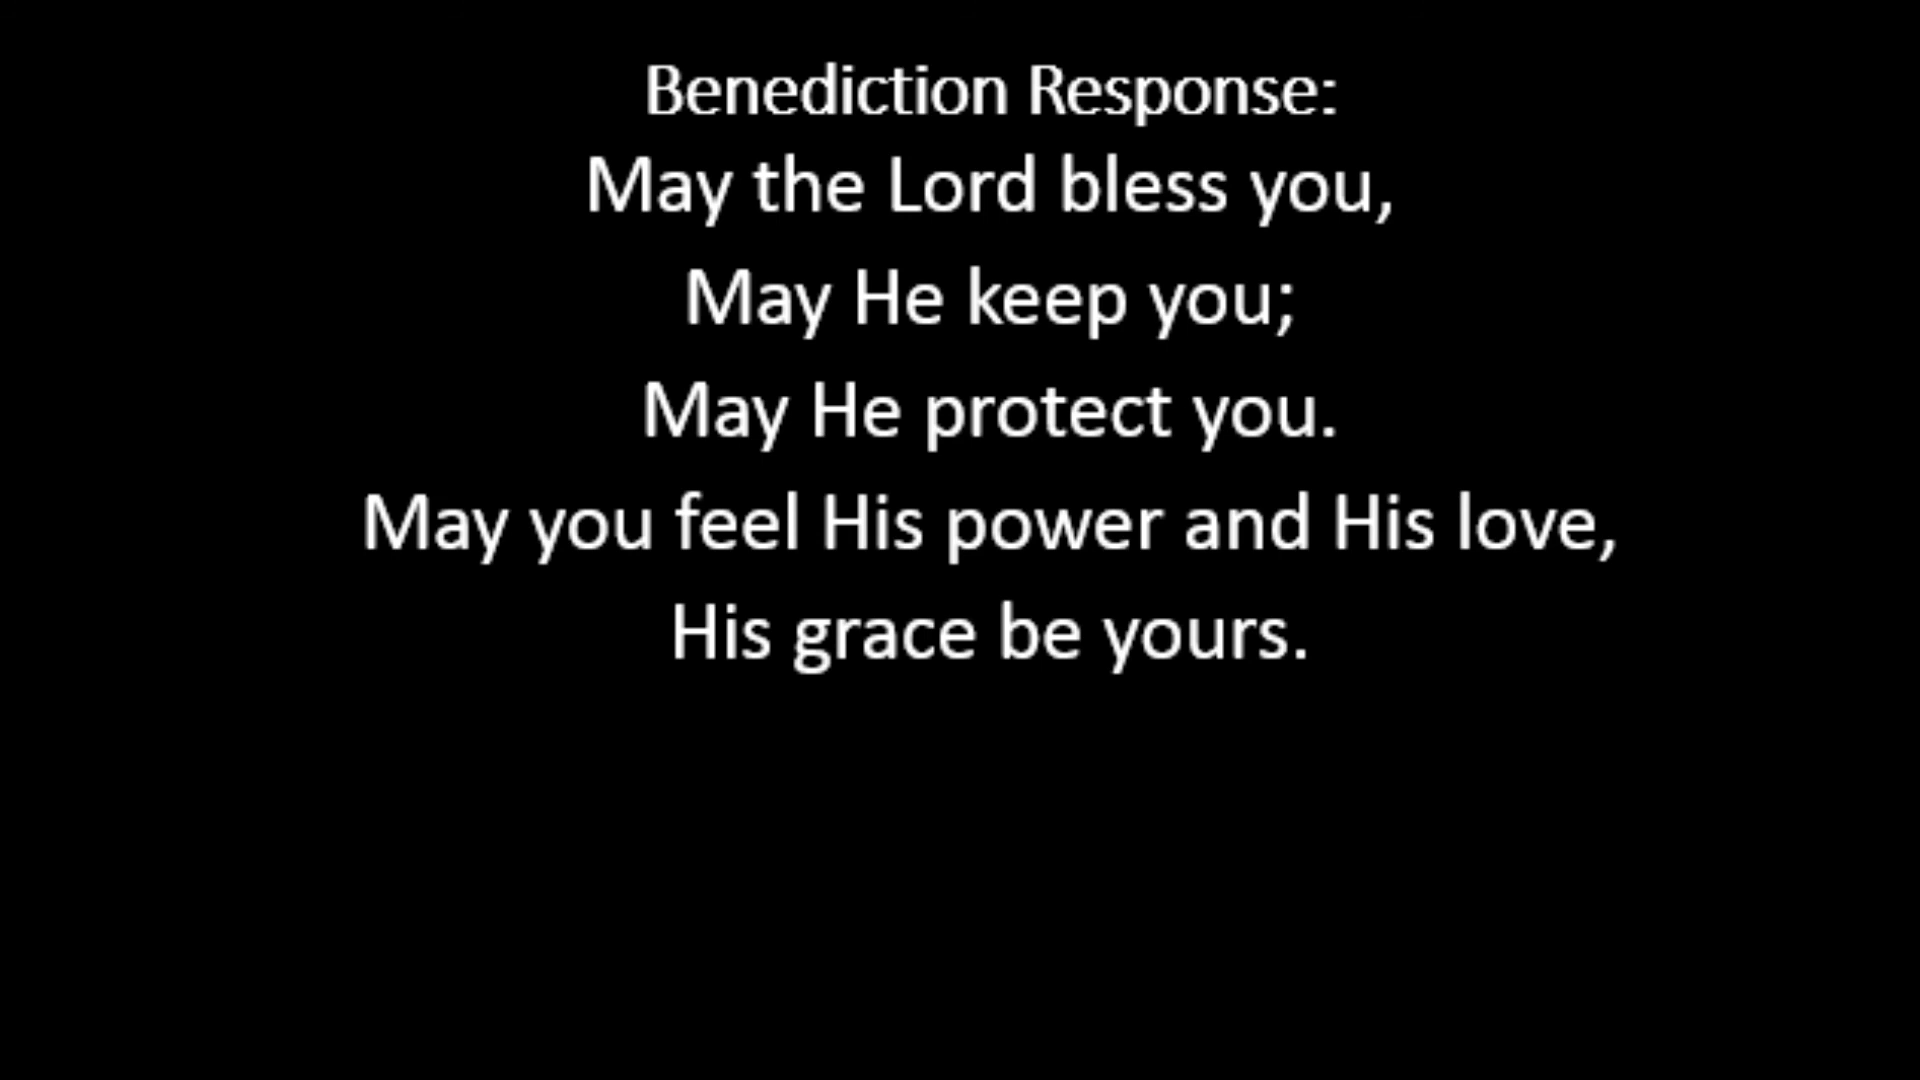 Benediction Response:
May the Lord bless you,
May He keep you;
May He protect you.
May you feel His power and His love,
His grace be yours.